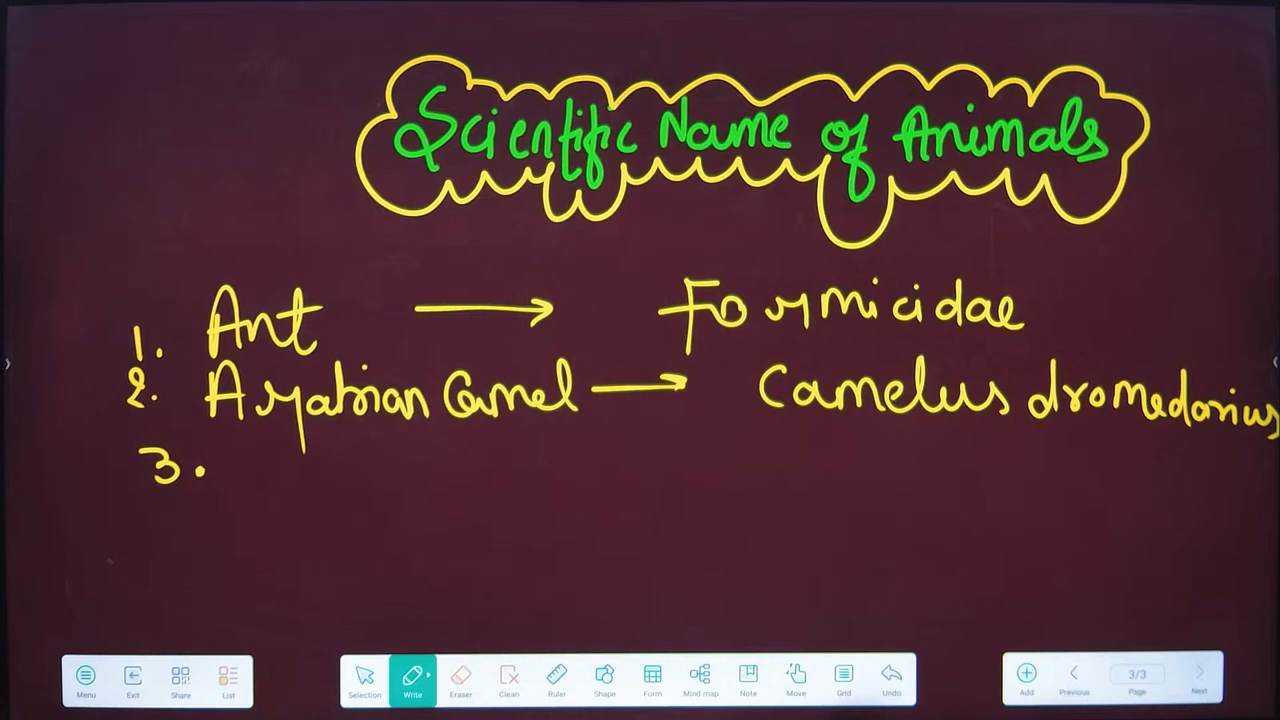 Scientific Name of Animals
1. Ant → Formicidae
2. Arabian Camel → Camelus dromedarius
3.
Menu Exit Share List Selection Write Eraser Clean Ruler Shape Form Mind map Note Move Grid Undo Add Previous 3/3 Page Next